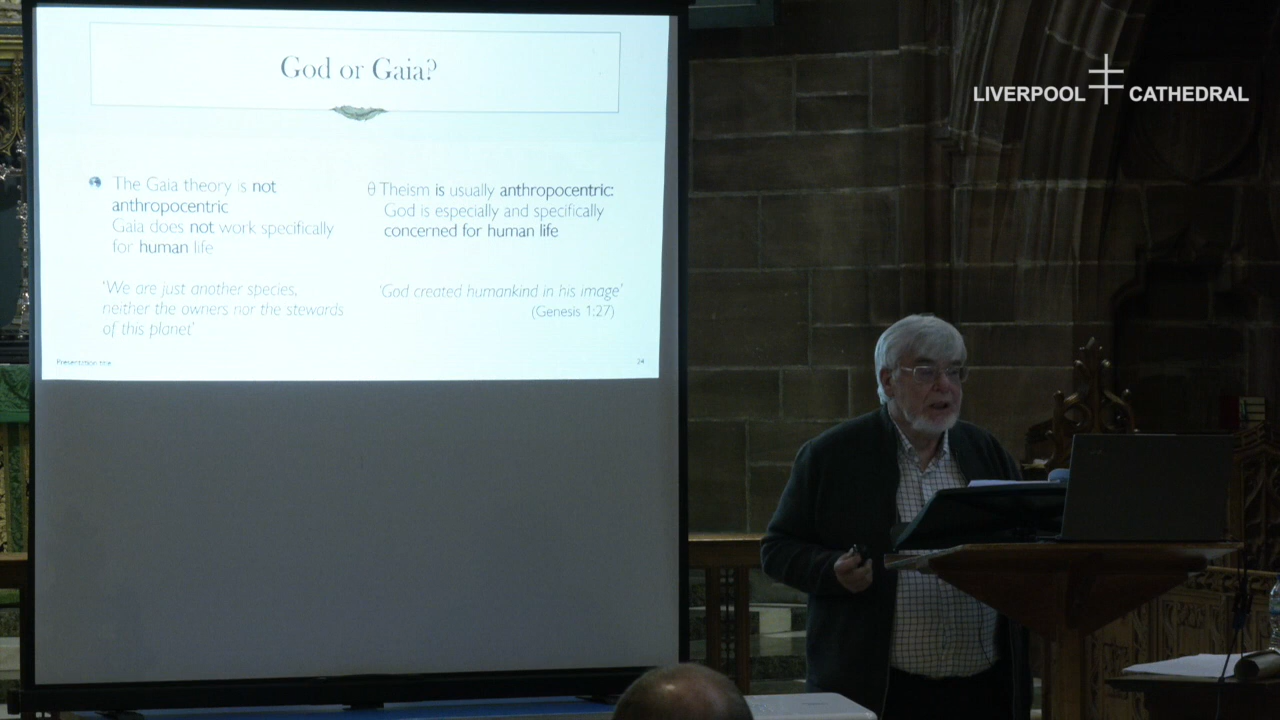 God or Gaia?
LIVERPOOL CATHEDRAL
The Gaia theory is not
anthropocentric
Gaia does not work specifically
for human life
'We are just another species,
neither the owners nor the stewards
of this planet'
θ Theism is usually anthropocentric:
God is especially and specifically
concerned for human life
'God created humankind in his image'
(Genesis 1:27)
Presentation title
24